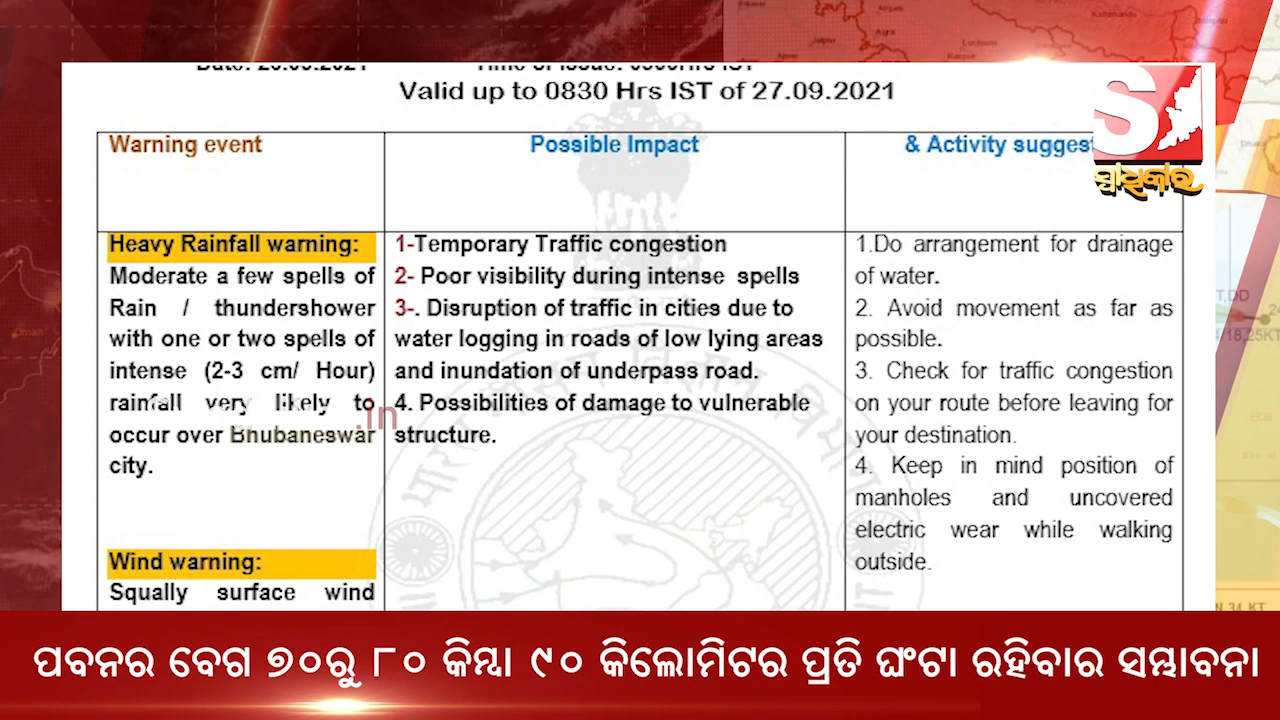 Valid up to 0830 Hrs IST of 27.09.2021
Warning event
Possible Impact
& Activity
ସ୍ୱାଧିକାର
Heavy Rainfall warning:
Moderate a few spells of
Rain / thundershower
with one or two spells of
intense (2-3 cm/ Hour)
rainfall very likely to
occur over Bhubaneswar
city.
Wind warning:
Squally surface wind
1-Temporary Traffic congestion
2- Poor visibility during intense spells
3-. Disruption of traffic in cities due to
water logging in roads of low lying areas
and inundation of underpass road.
4. Possibilities of damage to vulnerable
structure.
1.Do arrangement for drainage
of water.
2. Avoid movement as far as
possible.
3. Check for traffic congestion
on your route before leaving for
your destination.
4. Keep in mind position of
manholes and uncovered
electric wear while walking
outside.
.in
ପବନର ବେଗ ୭୦ରୁ ୮୦ କିମ୍ବା ୯୦ କିଲୋମିଟର ପ୍ରତି ଘଂଟା ରହିବାର ସମ୍ଭାବନା